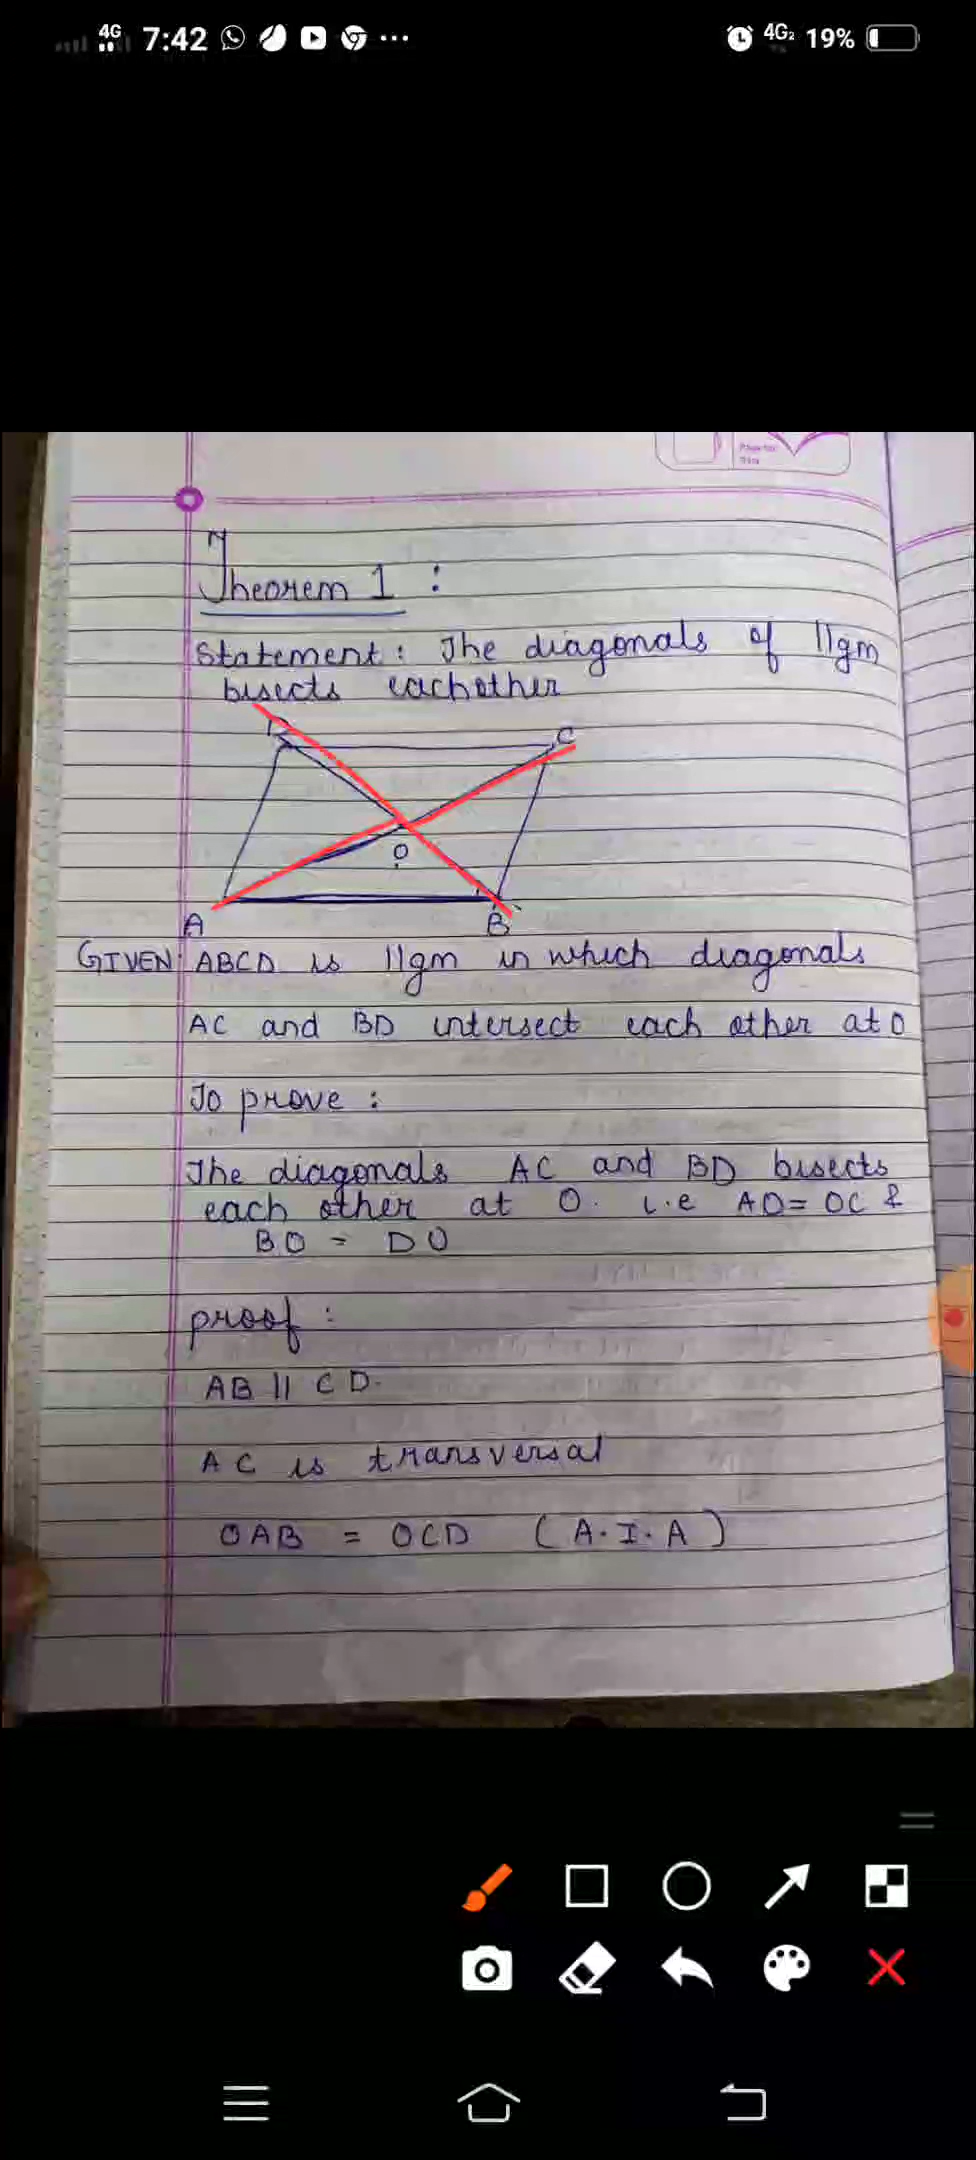 4G 7:42 ... 4G2 19%
Theorem 1 :
Statement : The diagonals of ||gm
bisects eachother
D C
O
A B
GIVEN ABCD is ||gm in which diagonals
AC and BD intersect each other at O
To prove :
The diagonals AC and BD bisects
each other at O. i.e AO = OC &
BO = DO
proof :
AB || CD.
AC is transversal
OAB = OCD ( A.I.A )